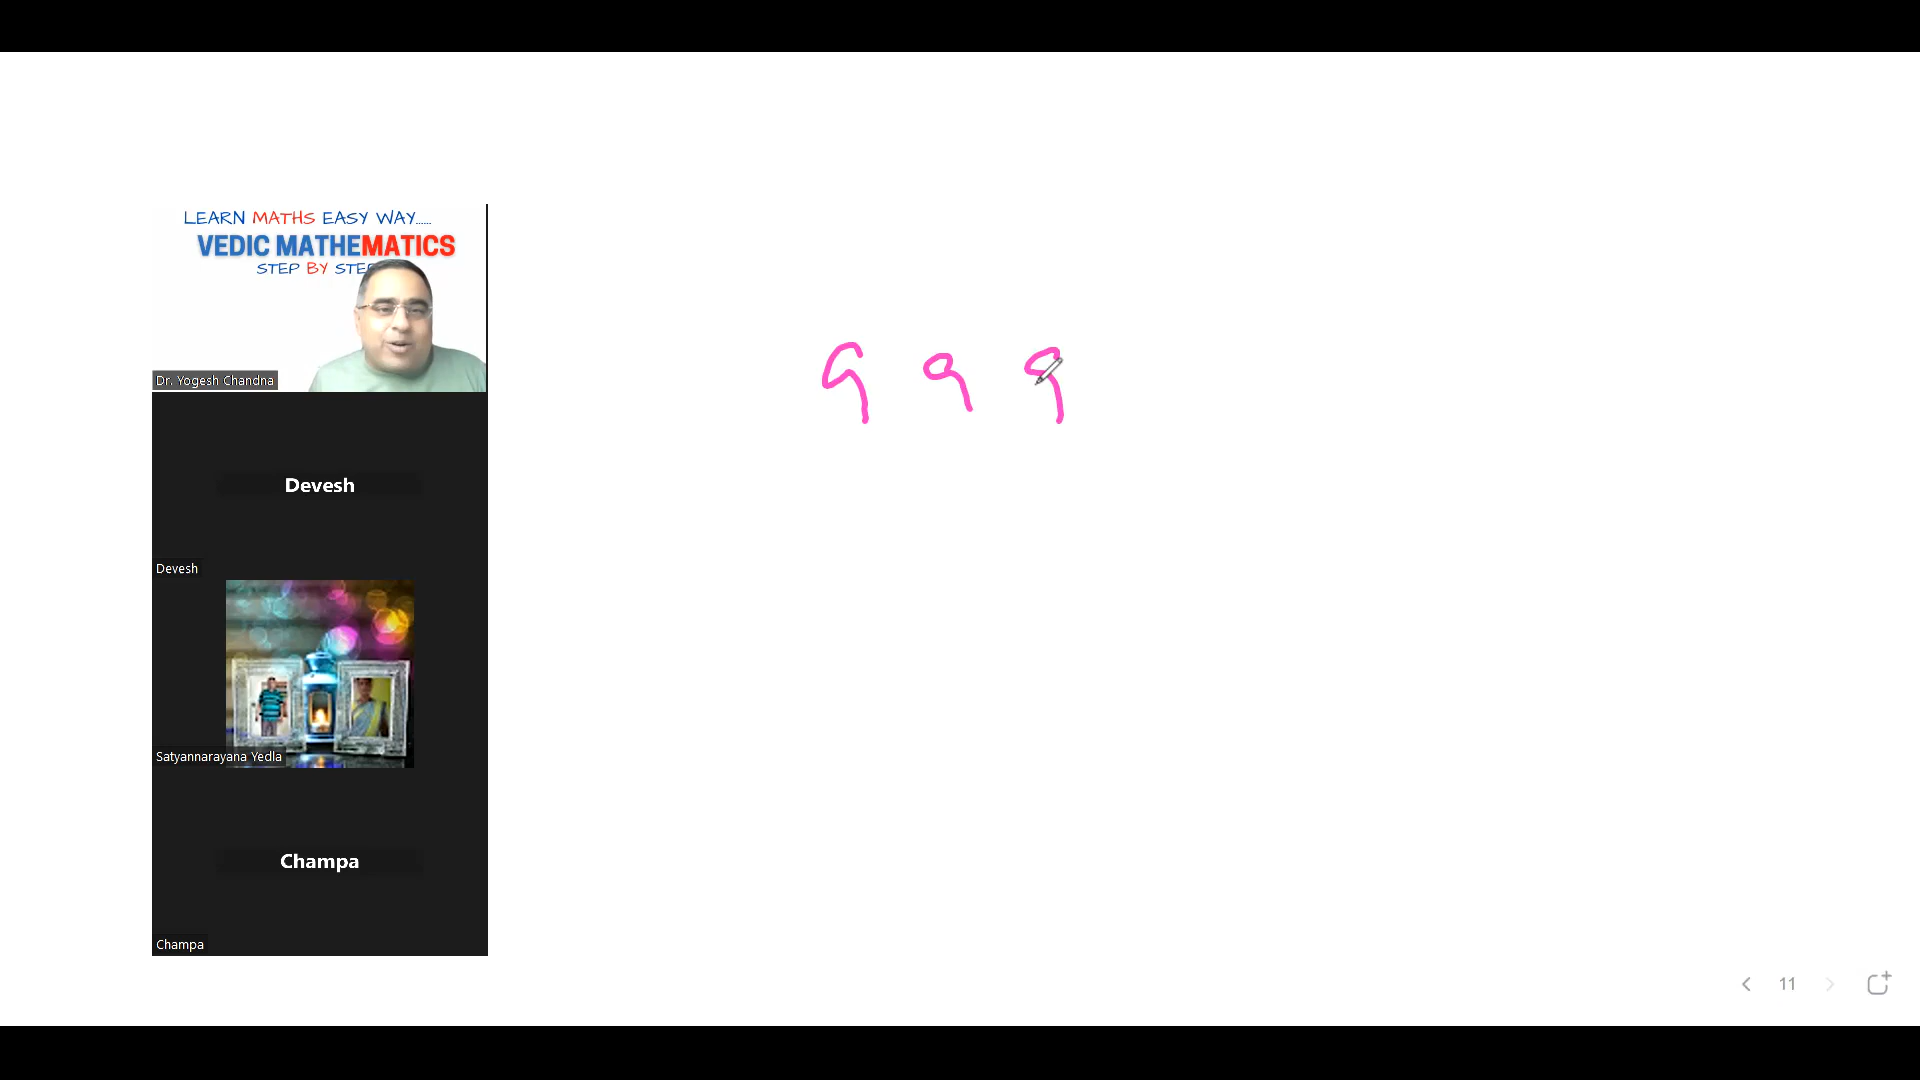 LEARN MATHS EASY WAY......
VEDIC MATHEMATICS
STEP BY STEP
Dr. Yogesh Chandna
Devesh
Devesh
Satyannarayana Yedla
Champa
Champa
9 9 9
11